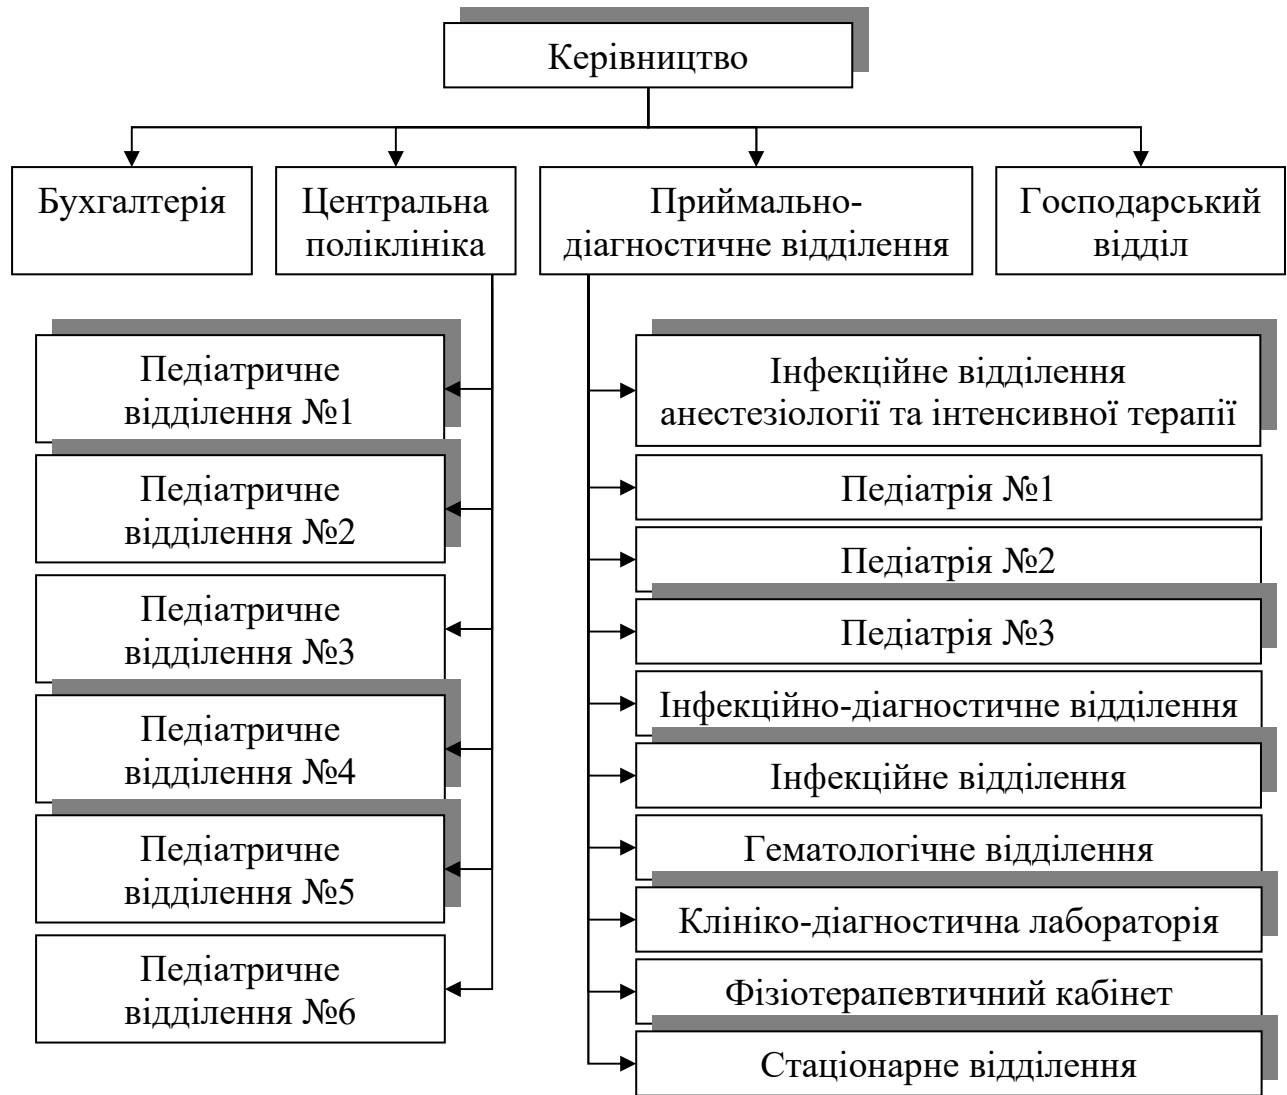 Керівництво
Бухгалтерія
Центральна
поліклініка
Приймально-
діагностичне відділення
Господарський
відділ
Педіатричне
відділення №1
Педіатричне
відділення №2
Педіатричне
відділення №3
Педіатричне
відділення №4
Педіатричне
відділення №5
Педіатричне
відділення №6
Інфекційне відділення
анестезіології та інтенсивної терапії
Педіатрія №1
Педіатрія №2
Педіатрія №3
Інфекційно-діагностичне відділення
Інфекційне відділення
Гематологічне відділення
Клініко-діагностична лабораторія
Фізіотерапевтичний кабінет
Стаціонарне відділення